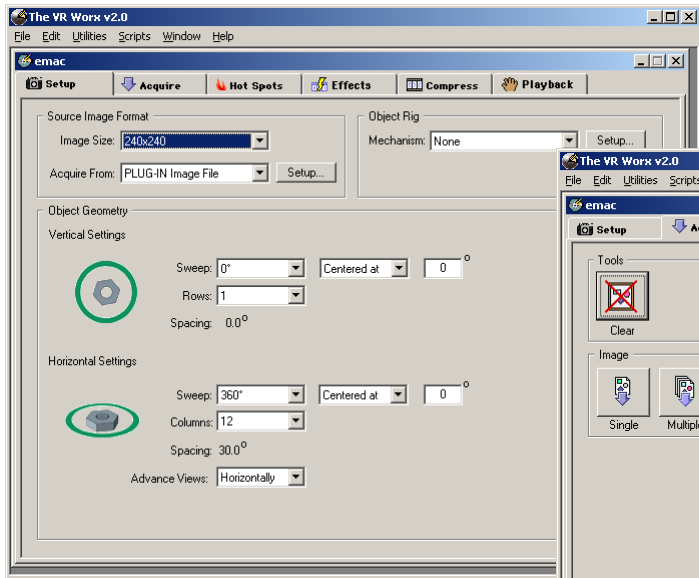 The VR Worx v2.0
File Edit Utilities Scripts Window Help
emac
Setup Acquire Hot Spots Effects Compress Playback
Source Image Format
Image Size: 240x240
Acquire From: PLUG-IN Image File Setup...
Object Rig
Mechanism: None Setup...
Object Geometry
Vertical Settings
Sweep: 0° Centered at 0 °
Rows: 1
Spacing: 0.0°
Horizontal Settings
Sweep: 360° Centered at 0 °
Columns: 12
Spacing: 30.0°
Advance Views: Horizontally
The VR Worx v2.0
File Edit Utilities Scripts
emac
Setup
Tools
Clear
Image
Single Multiple